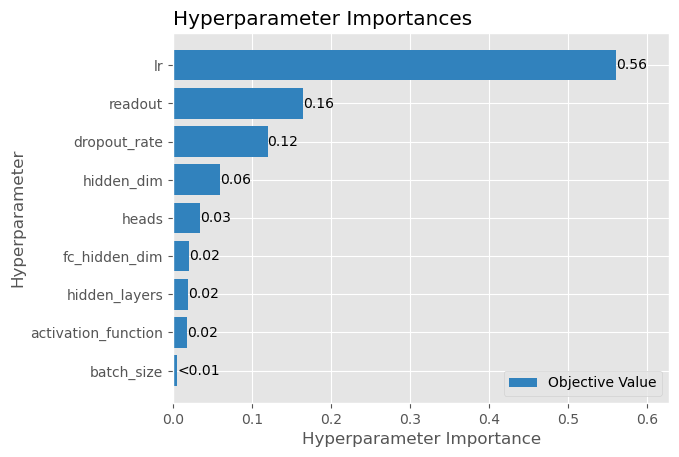 Hyperparameter Importances
Hyperparameter
lr
0.56
readout
0.16
dropout_rate
0.12
hidden_dim
0.06
heads
0.03
fc_hidden_dim
0.02
hidden_layers
0.02
activation_function
0.02
batch_size
<0.01
Objective Value
0.0 0.1 0.2 0.3 0.4 0.5 0.6
Hyperparameter Importance